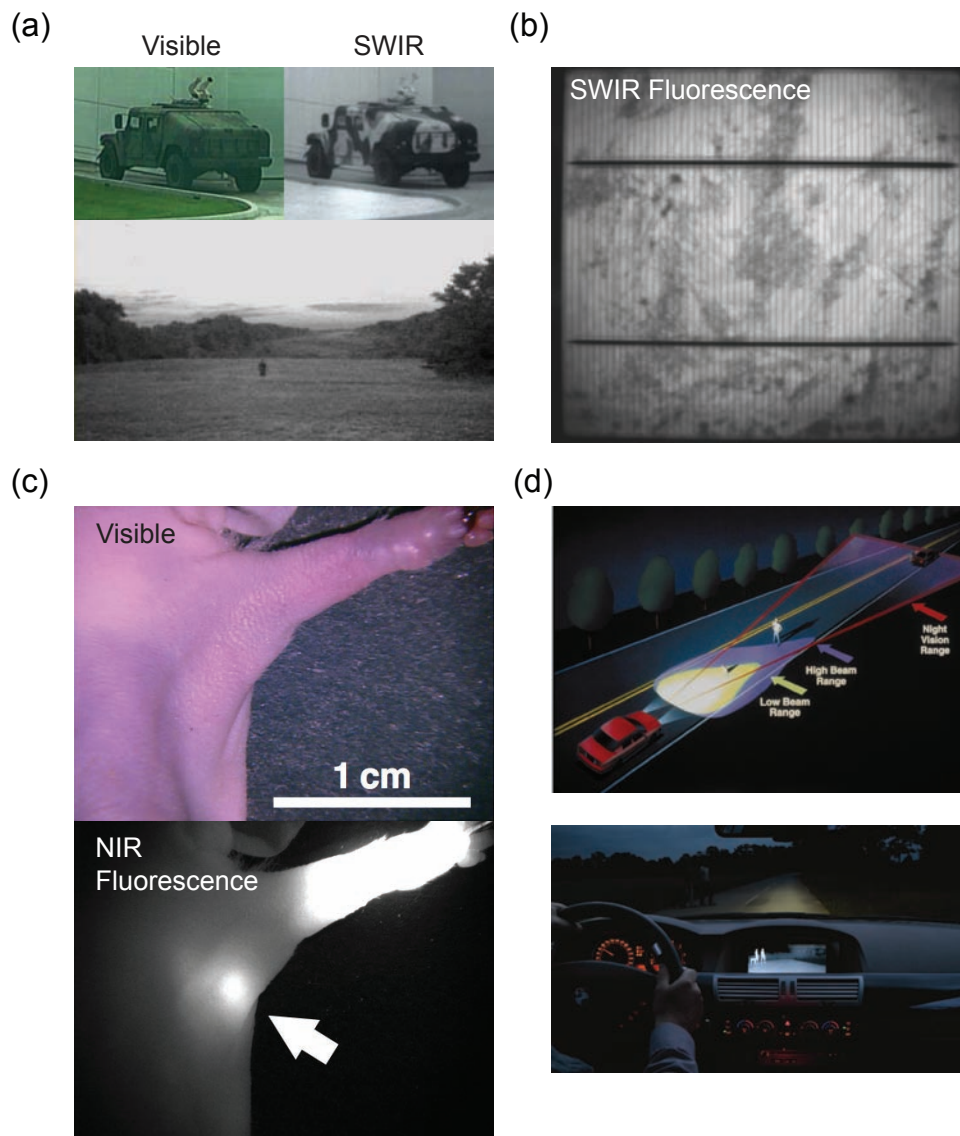 (a)
Visible
SWIR
(b)
SWIR Fluorescence
(c)
Visible
1 cm
NIR
Fluorescence
(d)
Night
Vision
Range
High Beam
Range
Low Beam
Range